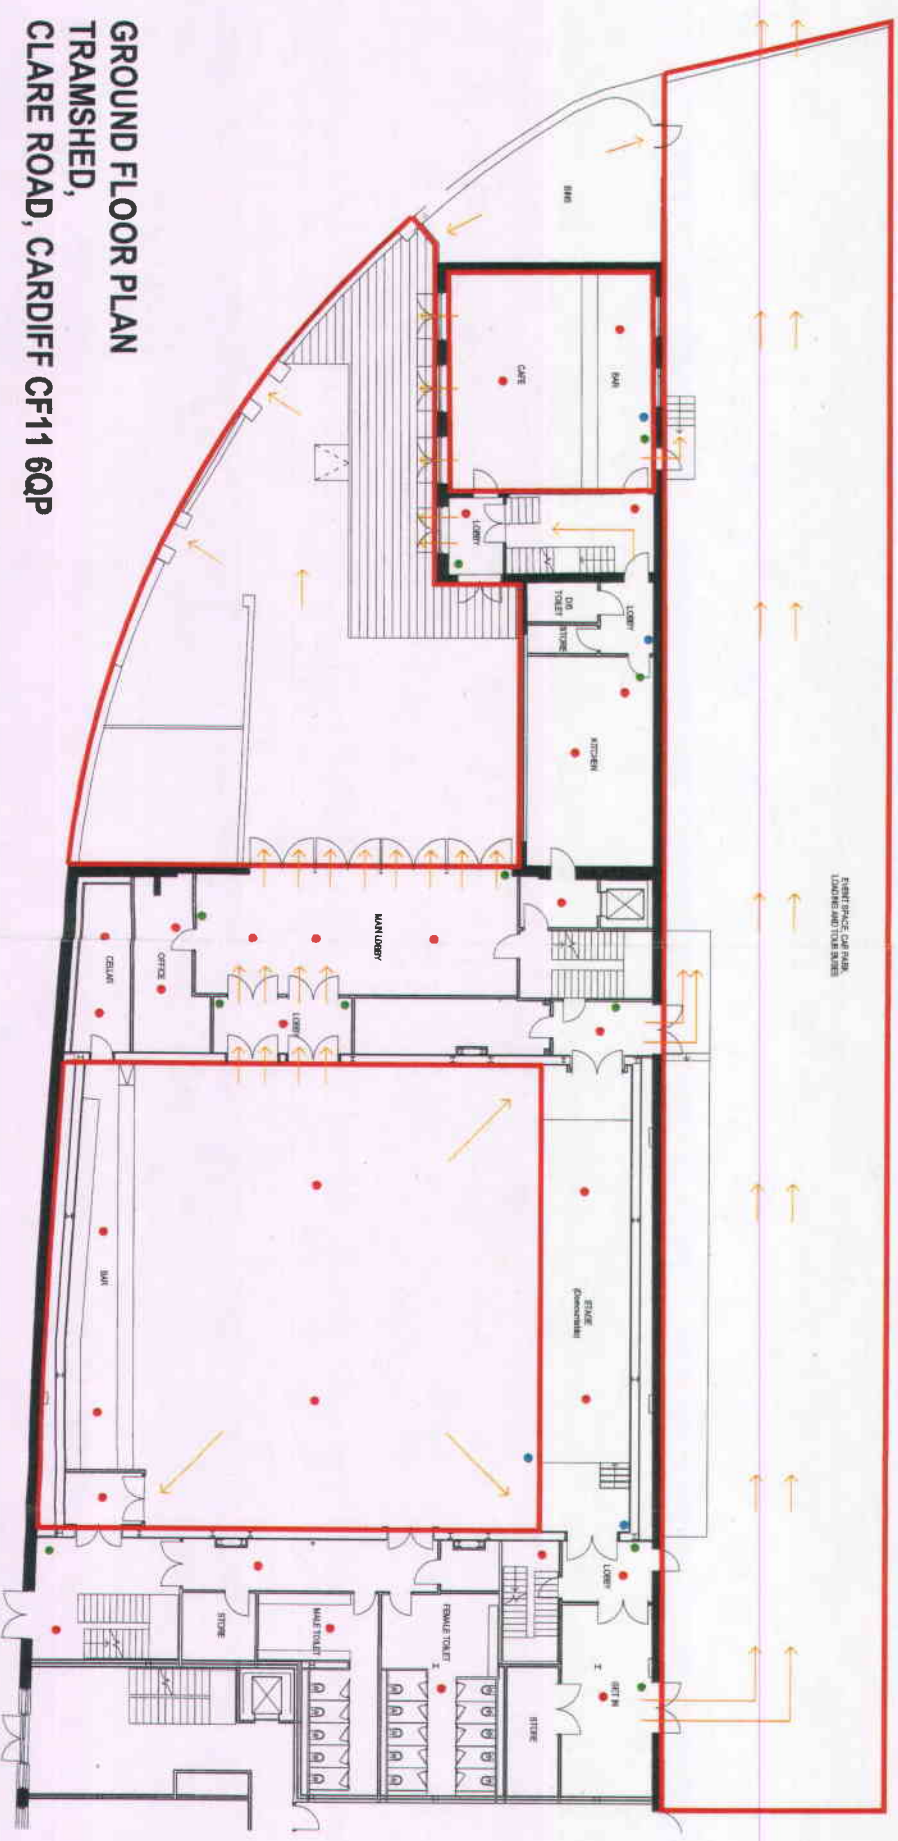 GROUND FLOOR PLAN
TRAMSHED,
CLARE ROAD, CARDIFF CF11 6QP
EVENT SPACE, CAR PARK,
LOADING AND TOUR BUSES
BINS
BAR
CAFE
LOBBY
LOBBY
DIS
TOILET
STORE
KITCHEN
MAIN LOBBY
OFFICE
CELLAR
LOBBY
STAGE
(Demountable)
BAR
LOBBY
SET IN
STORE
FEMALE TOILET
MALE TOILET
STORE